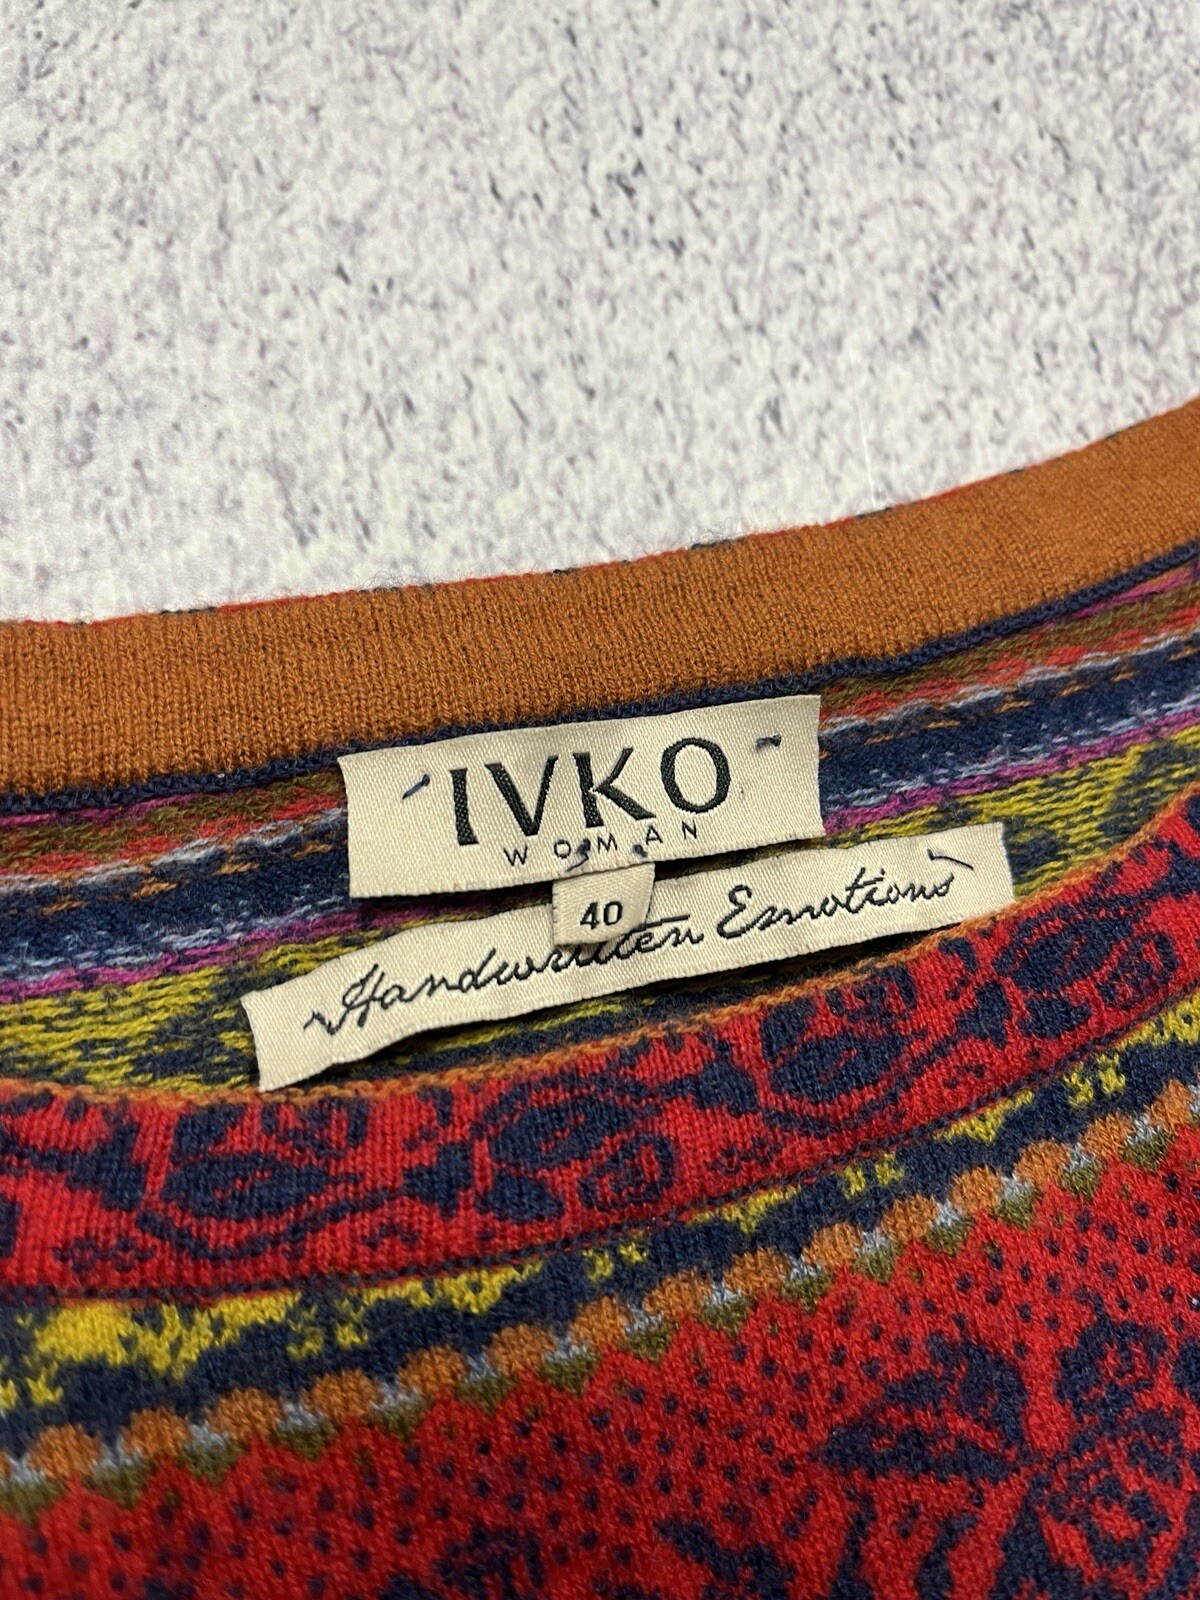 IVKO
WOMAN
40
Handwritten Emotions